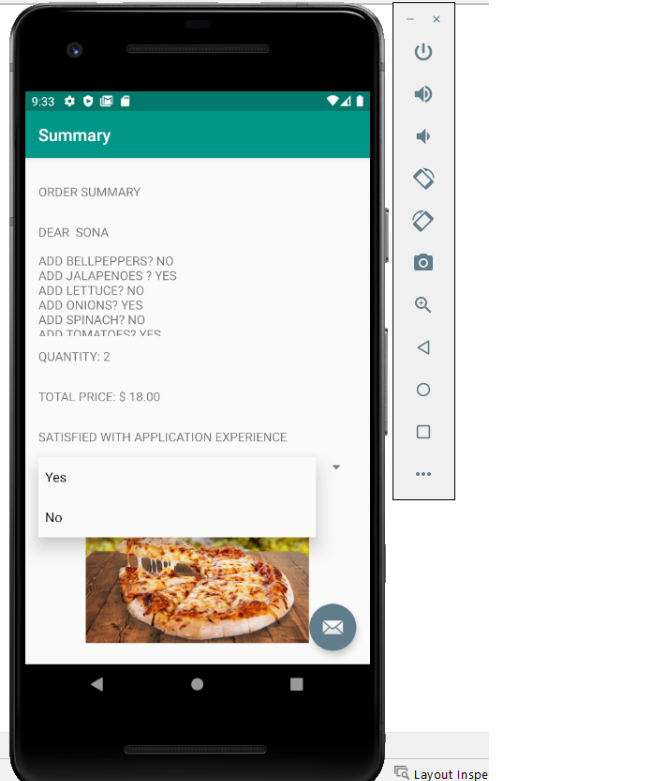 9:33
Summary
ORDER SUMMARY
DEAR SONA
ADD BELLPEPPERS? NO
ADD JALAPENOES ? YES
ADD LETTUCE? NO
ADD ONIONS? YES
ADD SPINACH? NO
ADD TOMATOES? YES
QUANTITY: 2
TOTAL PRICE: $ 18.00
SATISFIED WITH APPLICATION EXPERIENCE
Yes
No
Layout Inspe